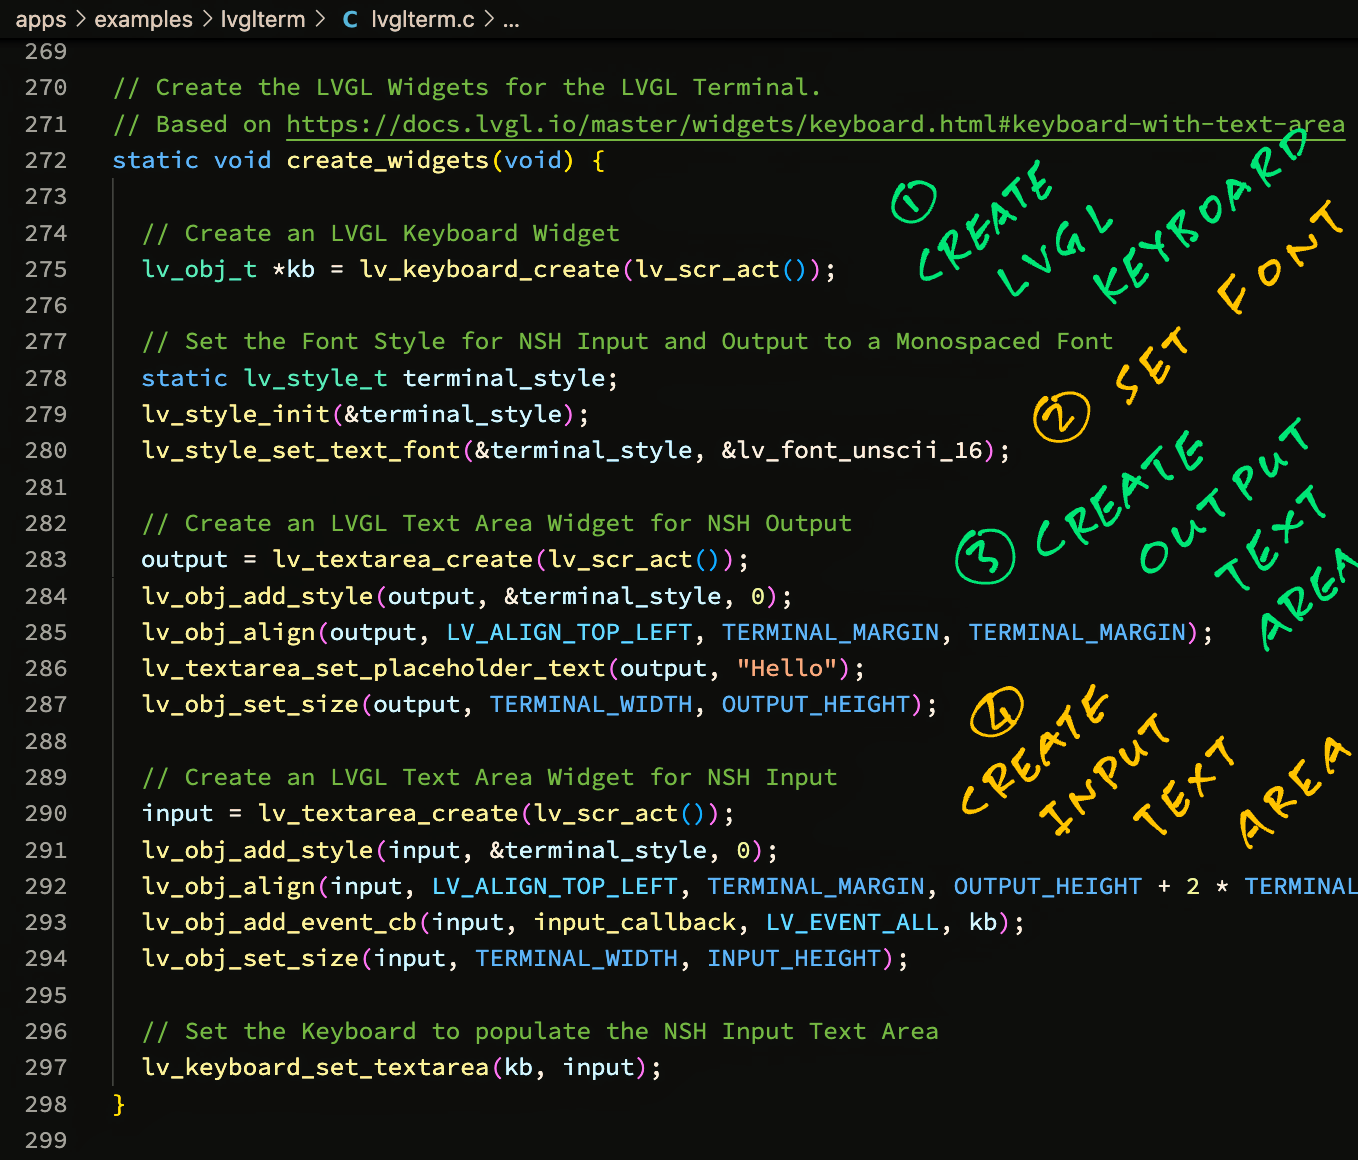 apps > examples > lvglterm > C lvglterm.c > ...
269
270 // Create the LVGL Widgets for the LVGL Terminal.
271 // Based on https://docs.lvgl.io/master/widgets/keyboard.html#keyboard-with-text-area
272 static void create_widgets(void) {
273
274 // Create an LVGL Keyboard Widget
275 lv_obj_t *kb = lv_keyboard_create(lv_scr_act());
276
277 // Set the Font Style for NSH Input and Output to a Monospaced Font
278 static lv_style_t terminal_style;
279 lv_style_init(&terminal_style);
280 lv_style_set_text_font(&terminal_style, &lv_font_unscii_16);
281
282 // Create an LVGL Text Area Widget for NSH Output
283 output = lv_textarea_create(lv_scr_act());
284 lv_obj_add_style(output, &terminal_style, 0);
285 lv_obj_align(output, LV_ALIGN_TOP_LEFT, TERMINAL_MARGIN, TERMINAL_MARGIN);
286 lv_textarea_set_placeholder_text(output, "Hello");
287 lv_obj_set_size(output, TERMINAL_WIDTH, OUTPUT_HEIGHT);
288
289 // Create an LVGL Text Area Widget for NSH Input
290 input = lv_textarea_create(lv_scr_act());
291 lv_obj_add_style(input, &terminal_style, 0);
292 lv_obj_align(input, LV_ALIGN_TOP_LEFT, TERMINAL_MARGIN, OUTPUT_HEIGHT + 2 * TERMINAL
293 lv_obj_add_event_cb(input, input_callback, LV_EVENT_ALL, kb);
294 lv_obj_set_size(input, TERMINAL_WIDTH, INPUT_HEIGHT);
295
296 // Set the Keyboard to populate the NSH Input Text Area
297 lv_keyboard_set_textarea(kb, input);
298 }
299
① CREATE
LVGL
KEYBOARD
② SET FONT
③ CREATE
OUTPUT
TEXT
AREA
④ CREATE
INPUT
TEXT
AREA